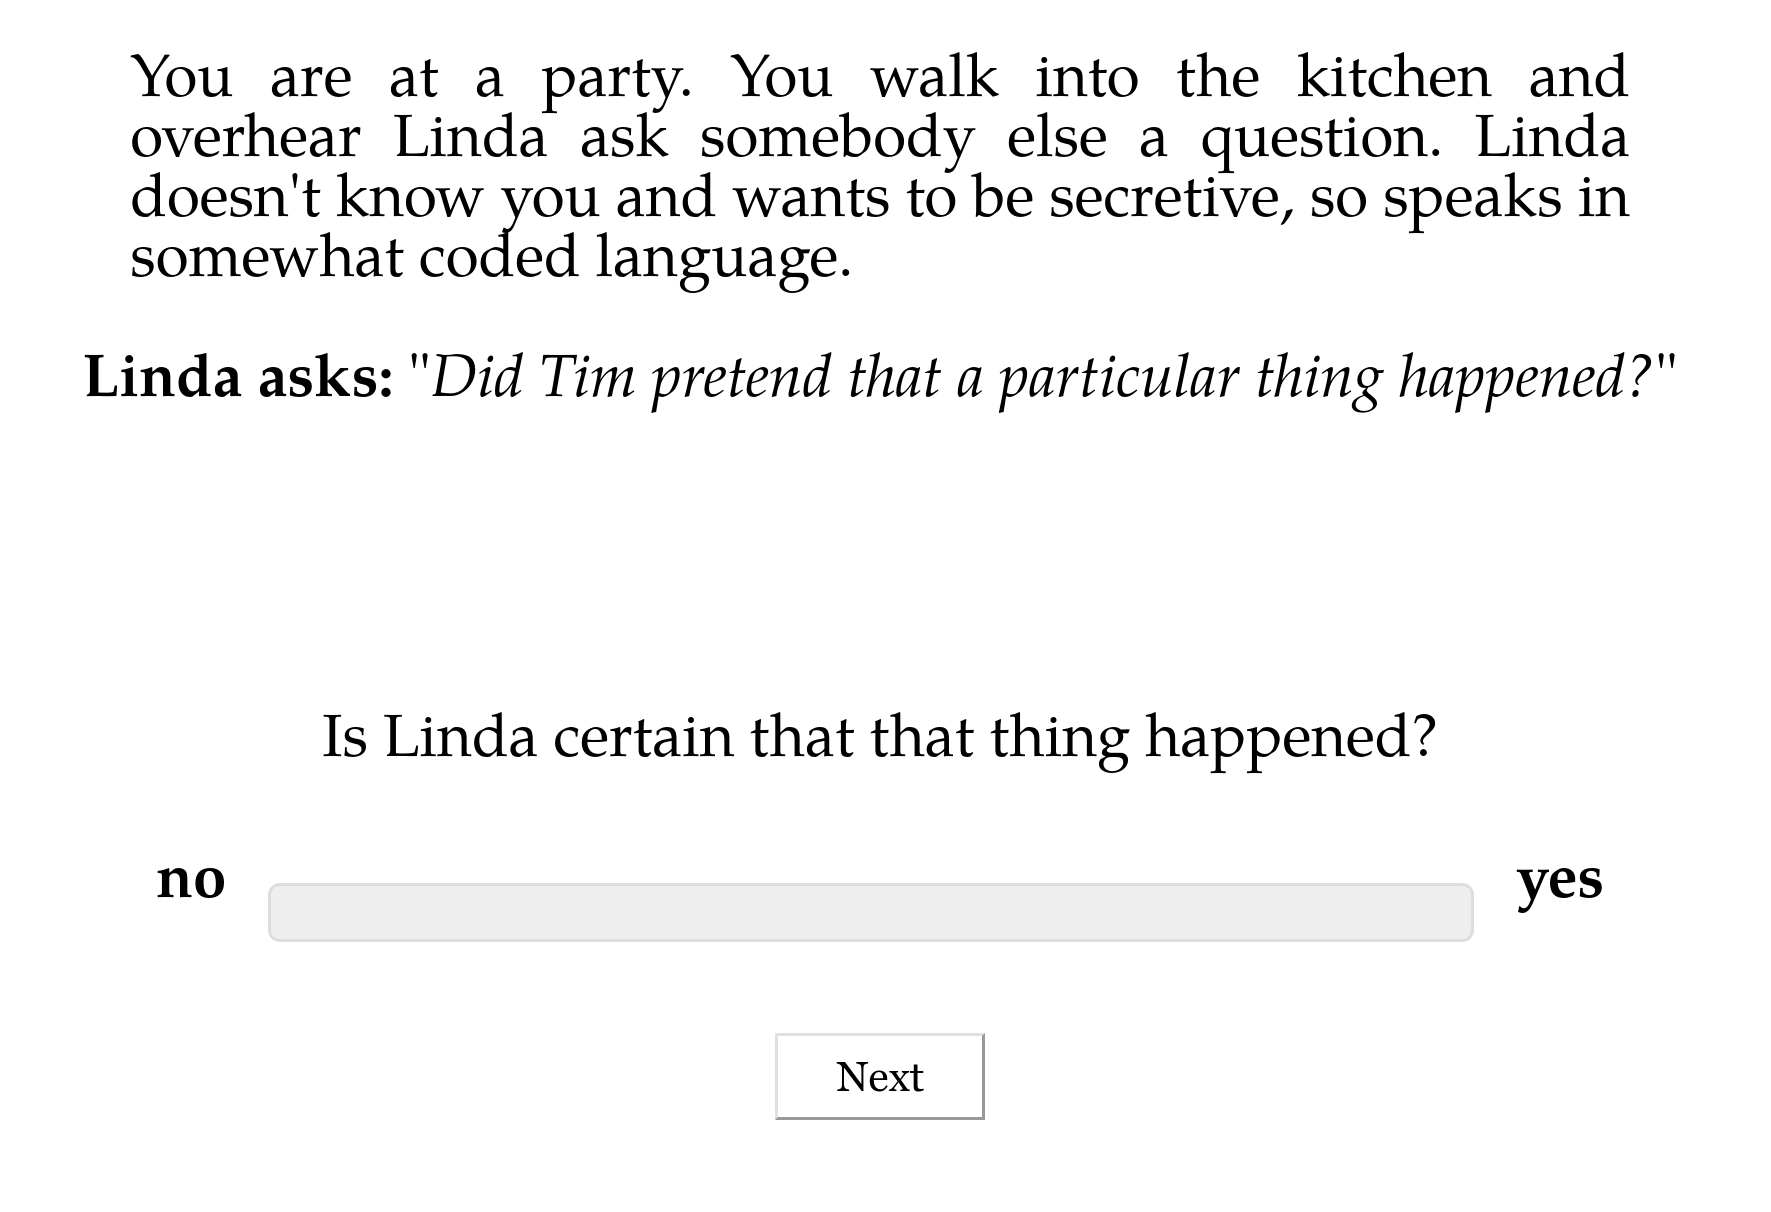 You are at a party. You walk into the kitchen and
overhear Linda ask somebody else a question. Linda
doesn't know you and wants to be secretive, so speaks in
somewhat coded language.
Linda asks: "Did Tim pretend that a particular thing happened?"
Is Linda certain that that thing happened?
no yes
Next